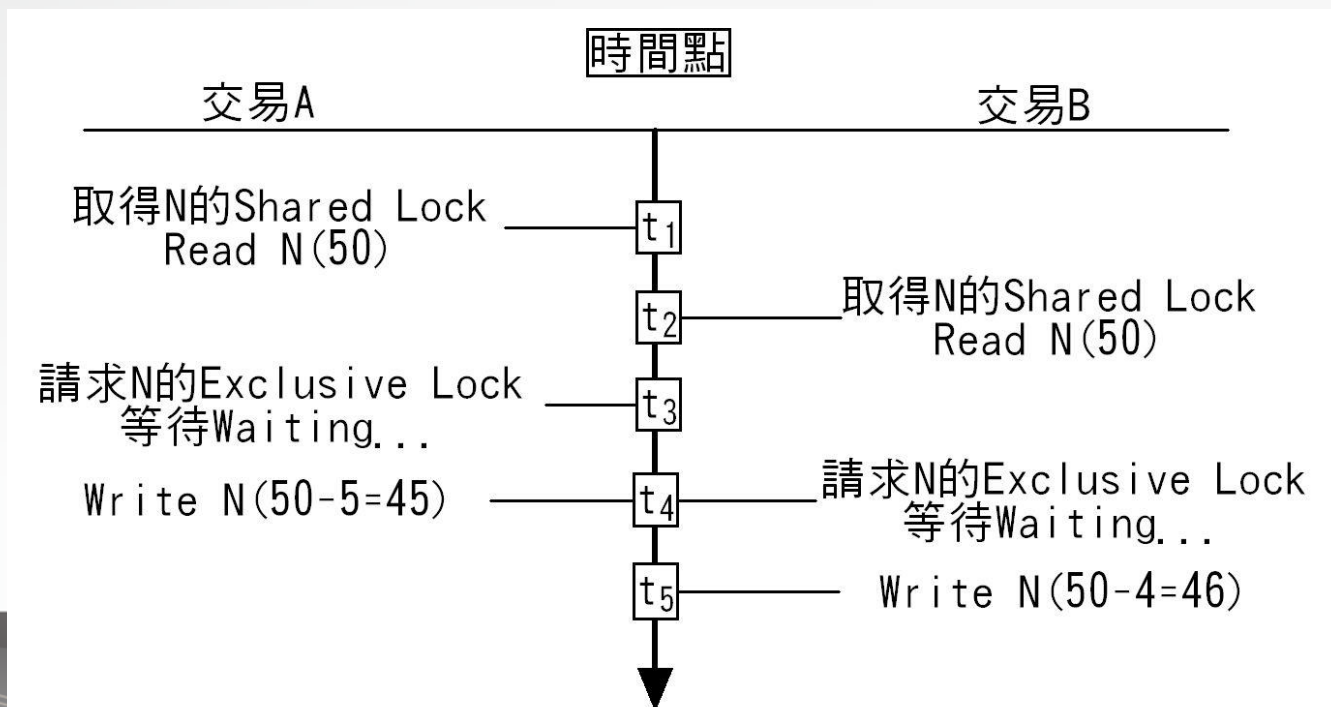 時間點
交易A
交易B
取得N的Shared Lock
Read N(50)
t1
t2
取得N的Shared Lock
Read N(50)
請求N的Exclusive Lock
等待Waiting...
t3
Write N(50-5=45)
t4
請求N的Exclusive Lock
等待Waiting...
t5
Write N(50-4=46)